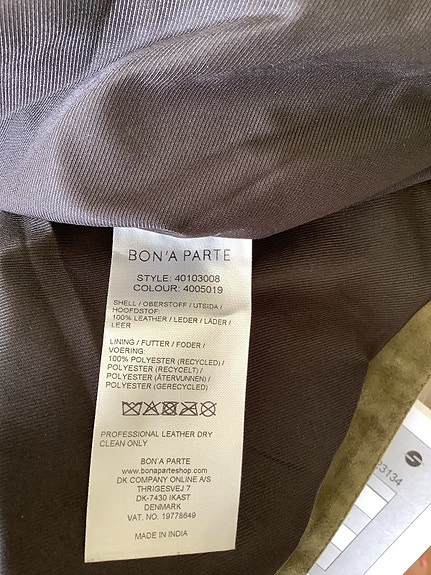 BON'A PARTE
STYLE: 40103008
COLOUR: 4005019
SHELL / OBERSTOFF / UTSIDA /
HOOFDSTOF:
100% LEATHER / LEDER / LÄDER /
LEER
LINING / FUTTER / FODER /
VOERING:
100% POLYESTER (RECYCLED) /
POLYESTER (RECYCELT) /
POLYESTER (ÅTERVUNNEN) /
POLYESTER (GERECYCLED)
PROFESSIONAL LEATHER DRY
CLEAN ONLY
BON'A PARTE
www.bonaparteshop.com
DK COMPANY ONLINE A/S
THRIGESVEJ 7
DK-7430 IKAST
DENMARK
VAT. NO. 19778849
MADE IN INDIA
3134